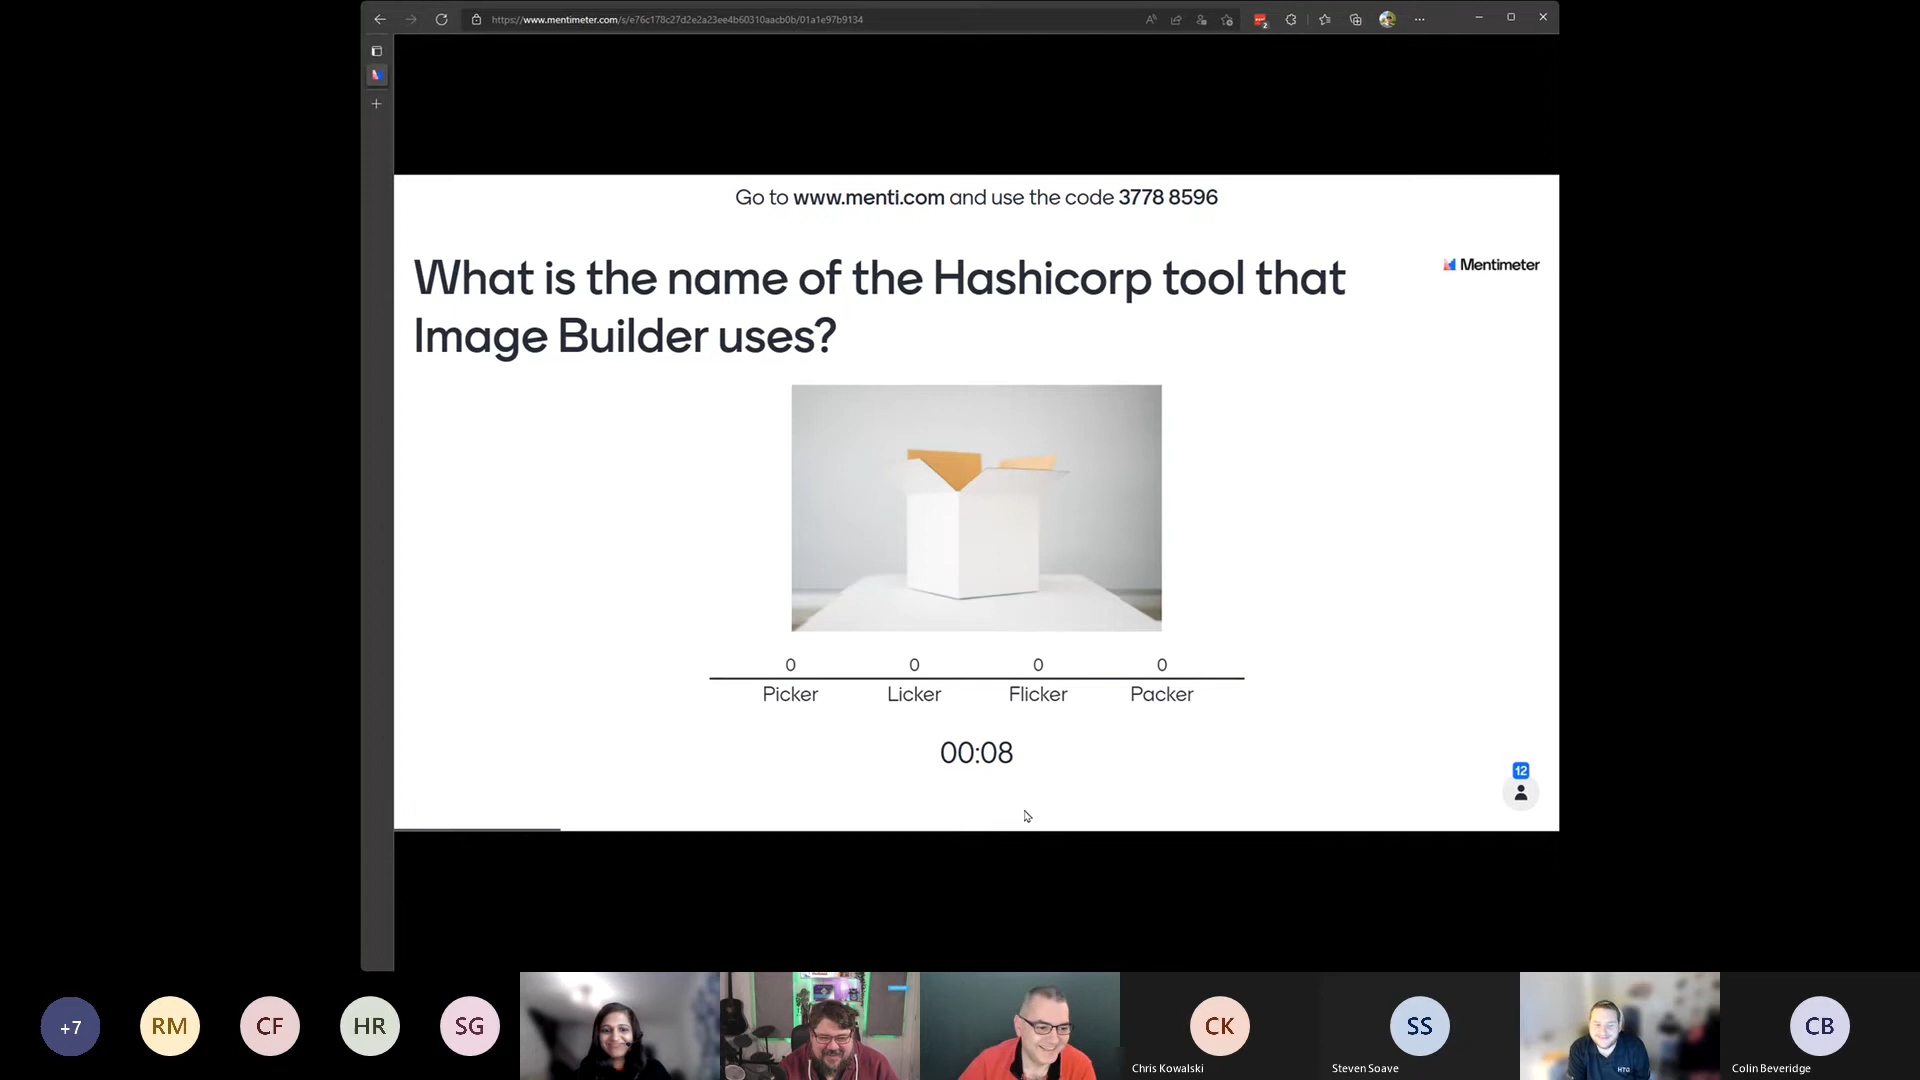 https://www.mentimeter.com/s/e76c178c27d2e2a23ee4b60310aacb0b/01a1e97b9134
2
Go to www.menti.com and use the code 3778 8596
What is the name of the Hashicorp tool that
Image Builder uses?
Mentimeter
0 0 0 0
Picker Licker Flicker Packer
00:08
12
+7 RM CF HR SG CK SS CB
HTG
Chris Kowalski Steven Soave Colin Beveridge